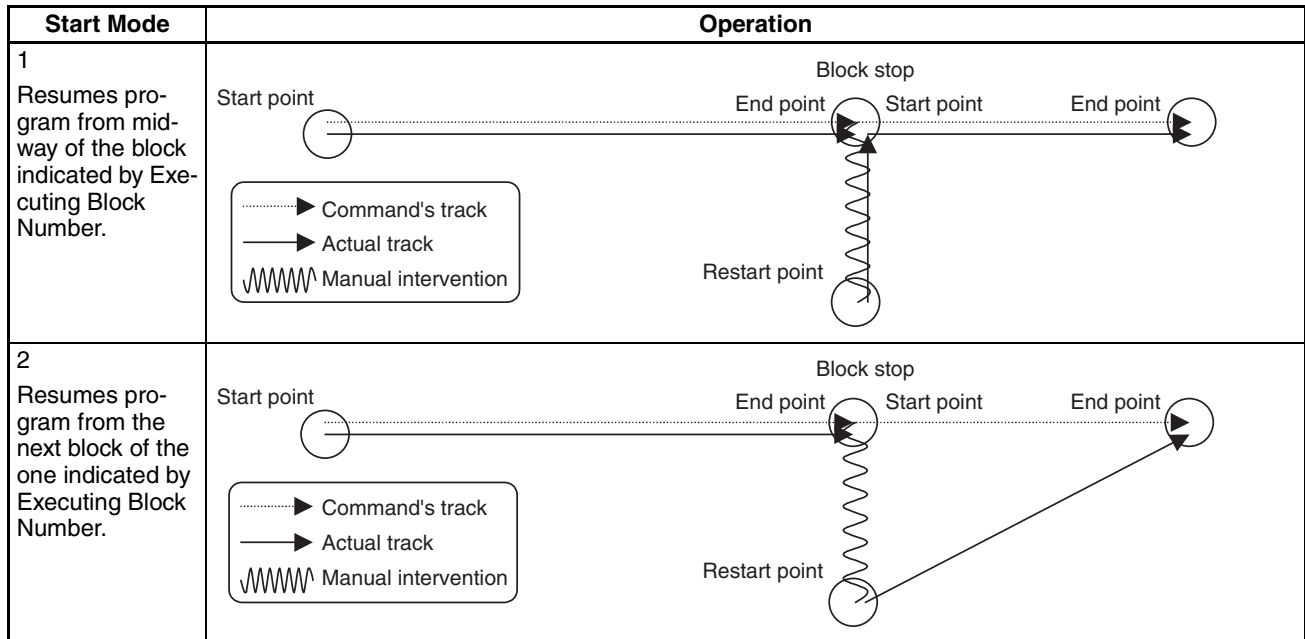 Start Mode
Operation
1
Resumes pro-
gram from mid-
way of the block
indicated by Exe-
cuting Block
Number.
Block stop
Start point
End point
Start point
End point
Command's track
Actual track
Manual intervention
Restart point
2
Resumes pro-
gram from the
next block of the
one indicated by
Executing Block
Number.
Block stop
Start point
End point
Start point
End point
Command's track
Actual track
Manual intervention
Restart point